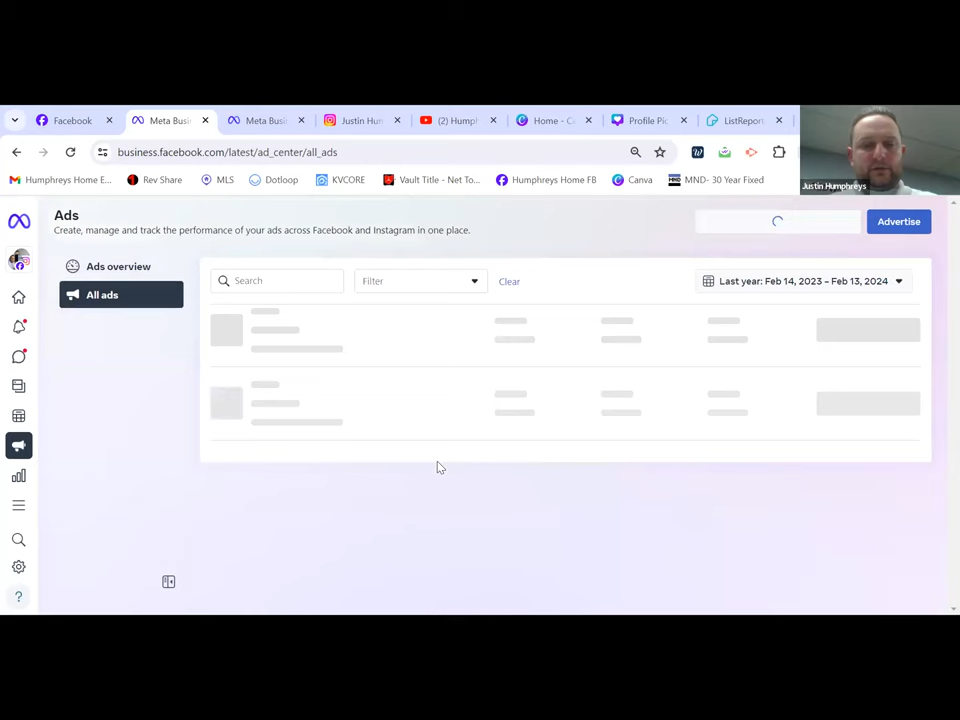 Facebook
Meta Busi
Meta Busi
Justin Hum
(2) Humph
Home - Ca
Profile Pic
ListReport
business.facebook.com/latest/ad_center/all_ads
Humphreys Home E...
Rev Share
MLS
Dotloop
KVCORE
Vault Title - Net To...
Humphreys Home FB
Canva
MND- 30 Year Fixed
Justin Humphreys
Ads
Create, manage and track the performance of your ads across Facebook and Instagram in one place.
Advertise
Ads overview
All ads
Search
Filter
Clear
Last year: Feb 14, 2023 – Feb 13, 2024